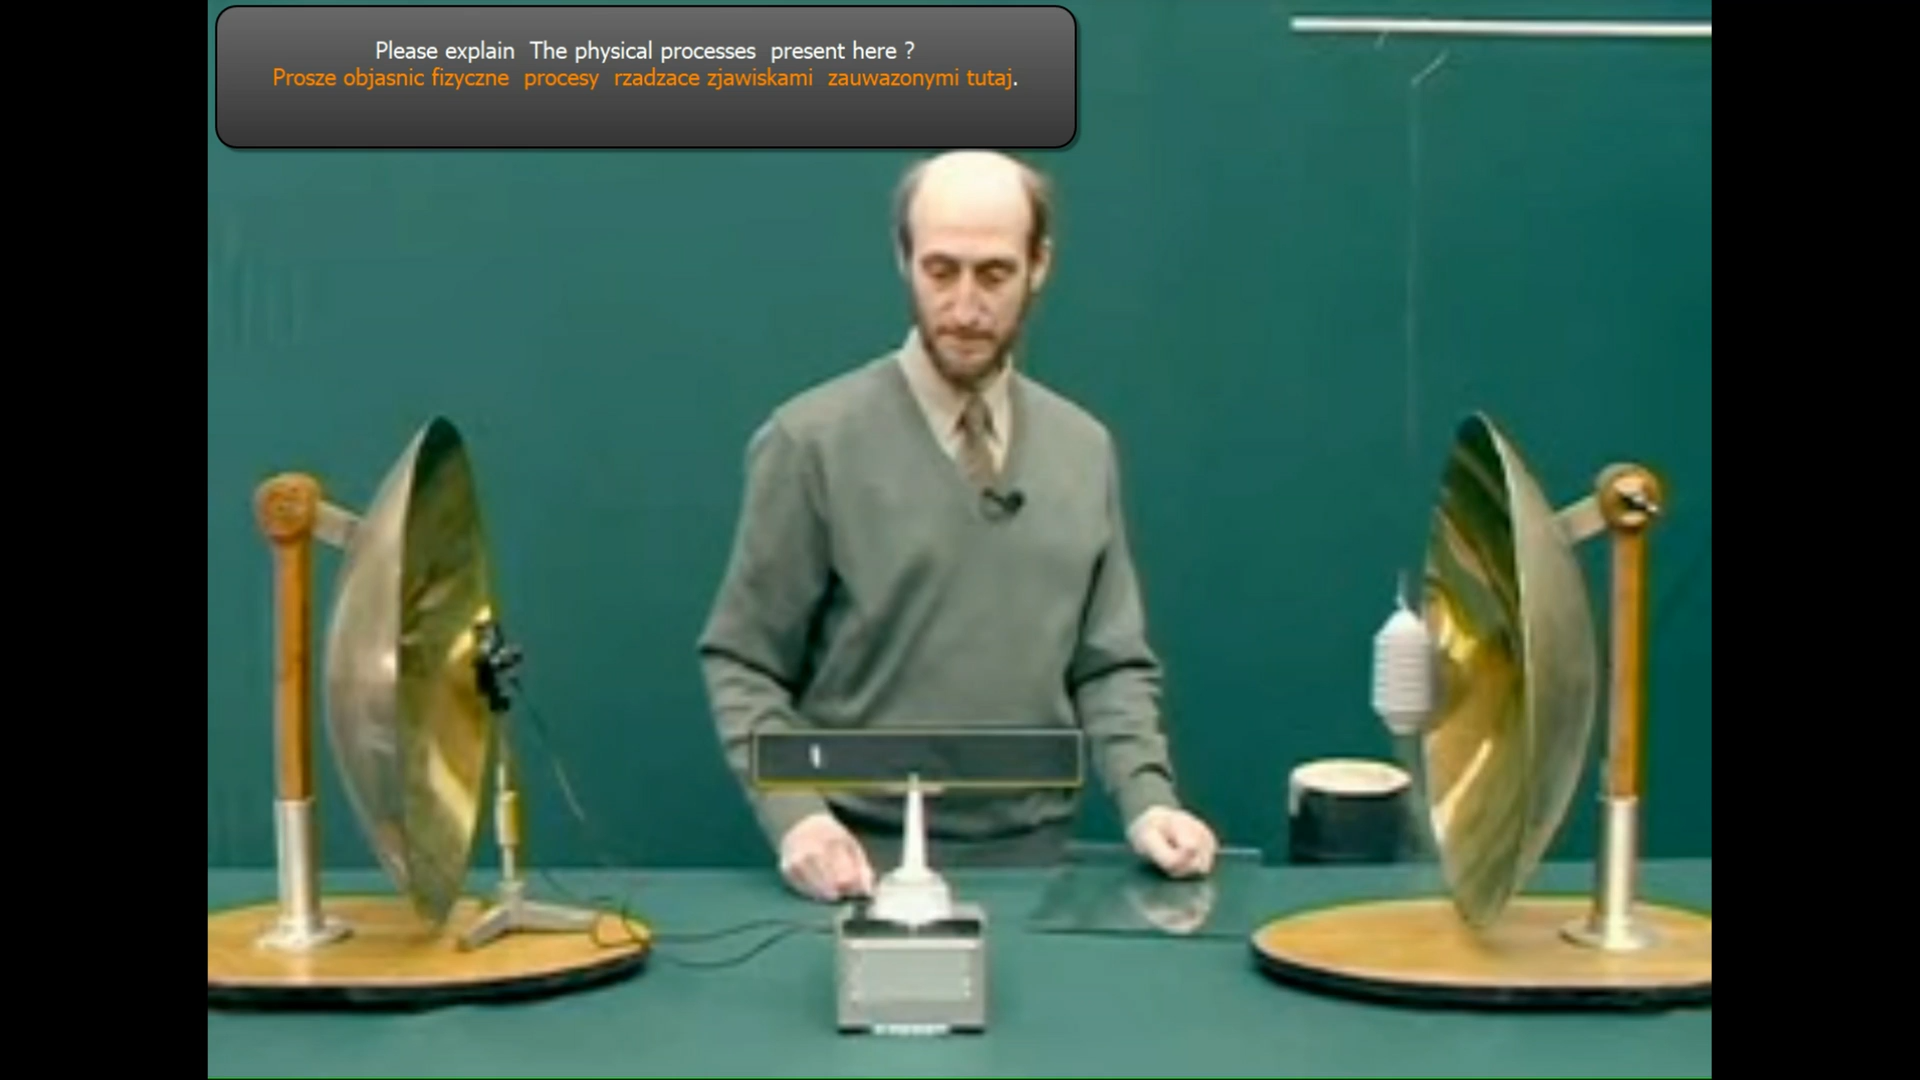 Please explain The physical processes present here ?
Prosze objasnic fizyczne procesy rzadzace zjawiskami zauwazonymi tutaj.